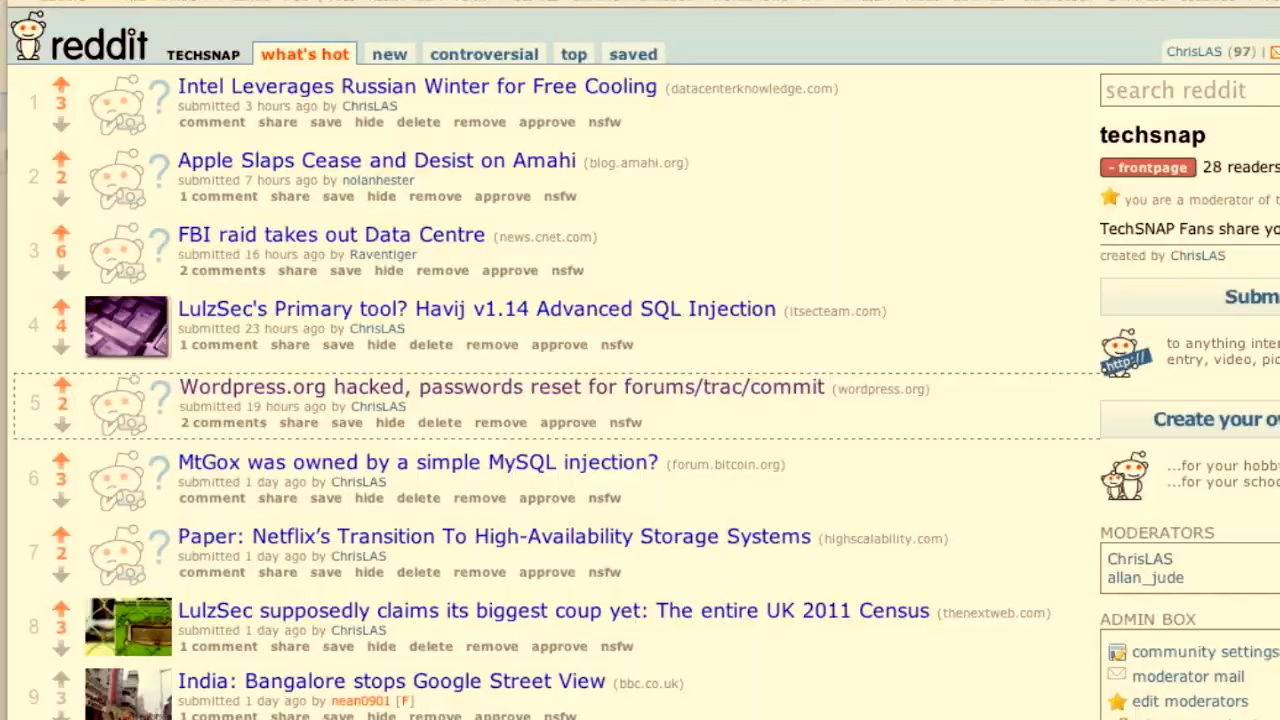 reddit TECHSNAP what's hot new controversial top saved ChrisLAS (97) |
1 3 Intel Leverages Russian Winter for Free Cooling (datacenterknowledge.com)
submitted 3 hours ago by ChrisLAS
comment share save hide delete remove approve nsfw
2 2 Apple Slaps Cease and Desist on Amahi (blog.amahi.org)
submitted 7 hours ago by nolanhester
1 comment share save hide remove approve nsfw
3 6 FBI raid takes out Data Centre (news.cnet.com)
submitted 16 hours ago by Raventiger
2 comments share save hide remove approve nsfw
4 4 LulzSec's Primary tool? Havij v1.14 Advanced SQL Injection (itsecteam.com)
submitted 23 hours ago by ChrisLAS
1 comment share save hide delete remove approve nsfw
5 2 Wordpress.org hacked, passwords reset for forums/trac/commit (wordpress.org)
submitted 19 hours ago by ChrisLAS
2 comments share save hide delete remove approve nsfw
6 3 MtGox was owned by a simple MySQL injection? (forum.bitcoin.org)
submitted 1 day ago by ChrisLAS
comment share save hide delete remove approve nsfw
7 2 Paper: Netflix’s Transition To High-Availability Storage Systems (highscalability.com)
submitted 1 day ago by ChrisLAS
comment share save hide delete remove approve nsfw
8 3 LulzSec supposedly claims its biggest coup yet: The entire UK 2011 Census (thenextweb.com)
submitted 1 day ago by ChrisLAS
1 comment share save hide delete remove approve nsfw
9 3 India: Bangalore stops Google Street View (bbc.co.uk)
submitted 1 day ago by nean0901 [F]
1 comment share save hide remove approve nsfw
search reddit
techsnap
- frontpage 28 readers
you are a moderator of t
TechSNAP Fans share yo
created by ChrisLAS
Subm
http://
to anything inter
entry, video, pic
Create your o
...for your hobb
...for your schoo
MODERATORS
ChrisLAS
allan_jude
ADMIN BOX
community settings
moderator mail
edit moderators